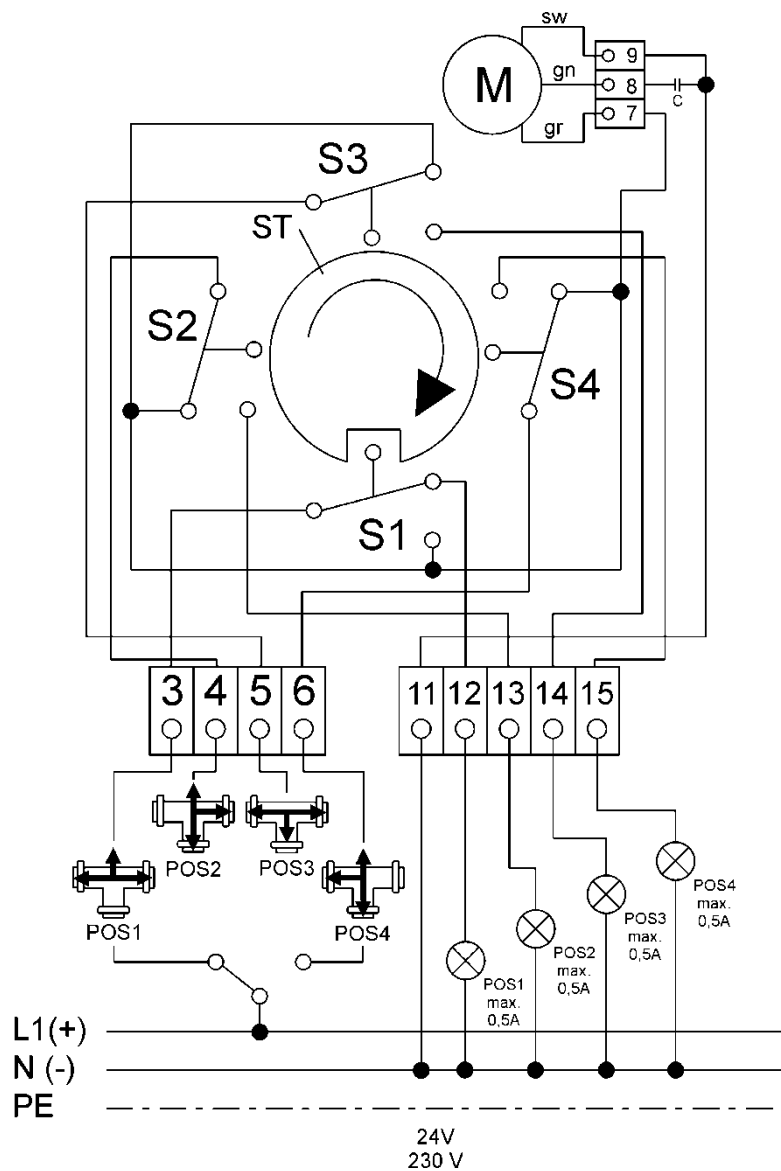 sw
9
M
gn
8
C
gr
7
S3
ST
S2
S4
S1
3 4 5 6
11 12 13 14 15
POS2
POS3
POS1
POS4
POS4
max.
0,5A
POS3
max.
0,5A
POS2
max.
0,5A
POS1
max.
0,5A
L1(+)
N (-)
PE
24V
230 V